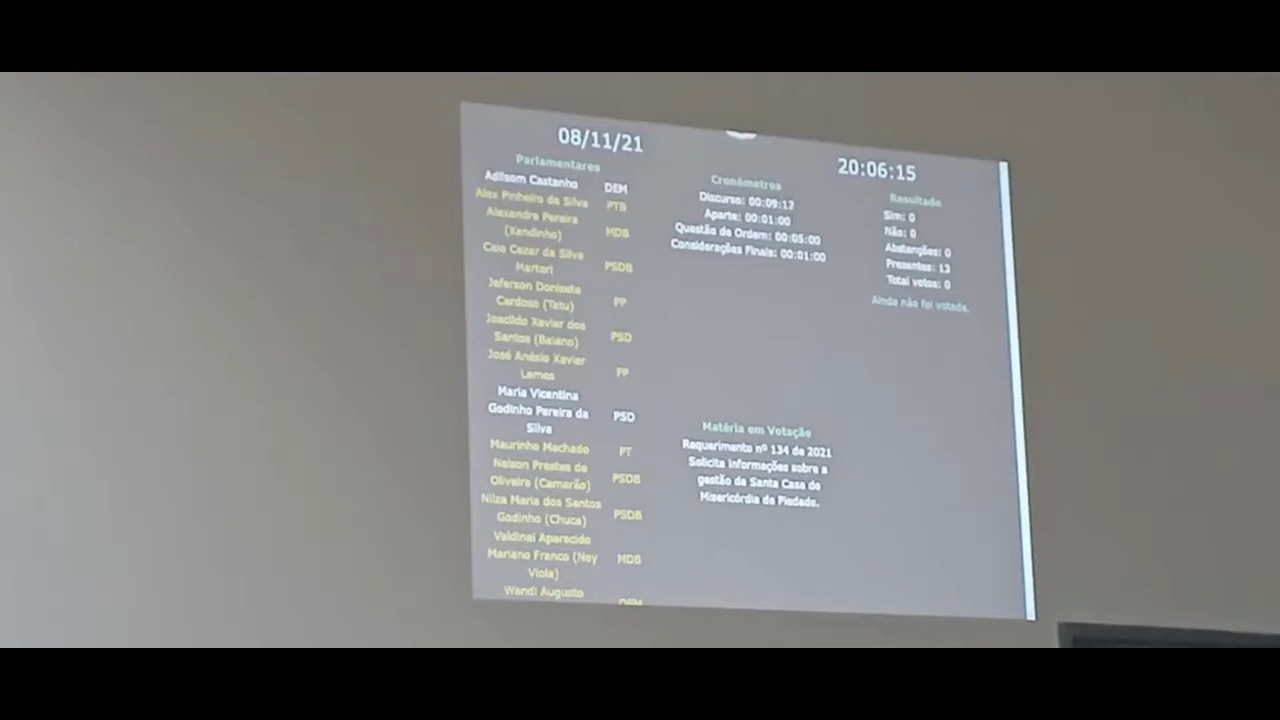 08/11/21
20:06:15
Parlamentares
Adilsom Castanho DEM
Alex Pinheiro da Silva PTB
Alexandre Pereira
(Xandinho) MDB
Caio Cezar da Silva
Martori PSDB
Jeferson Donisete
Cardoso (Tatu) PP
Joacildo Xavier dos
Santos (Baiano) PSD
José Anésio Xavier
Lemes PP
Maria Vicentina
Godinho Pereira da
Silva PSD
Maurinho Machado PT
Nelson Prestes de
Oliveira (Camarão) PSDB
Nilza Maria dos Santos
Godinho (Chuca) PSDB
Valdinei Aparecido
Mariano Franco (Ney
Viola) MDB
Wandi Augusto
Cronômetros
Discurso: 00:09:17
Aparte: 00:01:00
Questão de Ordem: 00:05:00
Considerações Finais: 00:01:00
Resultado
Sim: 0
Não: 0
Abstenções: 0
Presentes: 13
Total votos: 0
Ainda não foi votada.
Matéria em Votação
Requerimento nº 134 de 2021
Solicita informações sobre a
gestão da Santa Casa de
Misericórdia de Piedade.